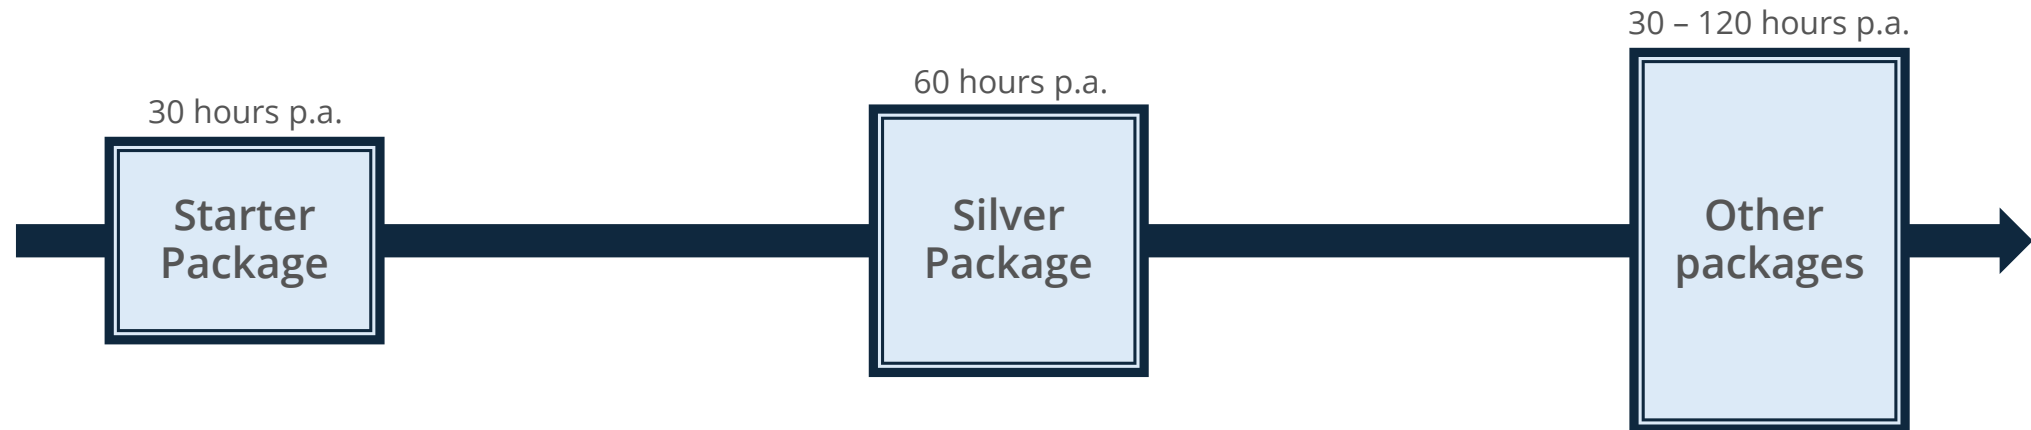 30 hours p.a.
Starter
Package
60 hours p.a.
Silver
Package
30 – 120 hours p.a.
Other
packages